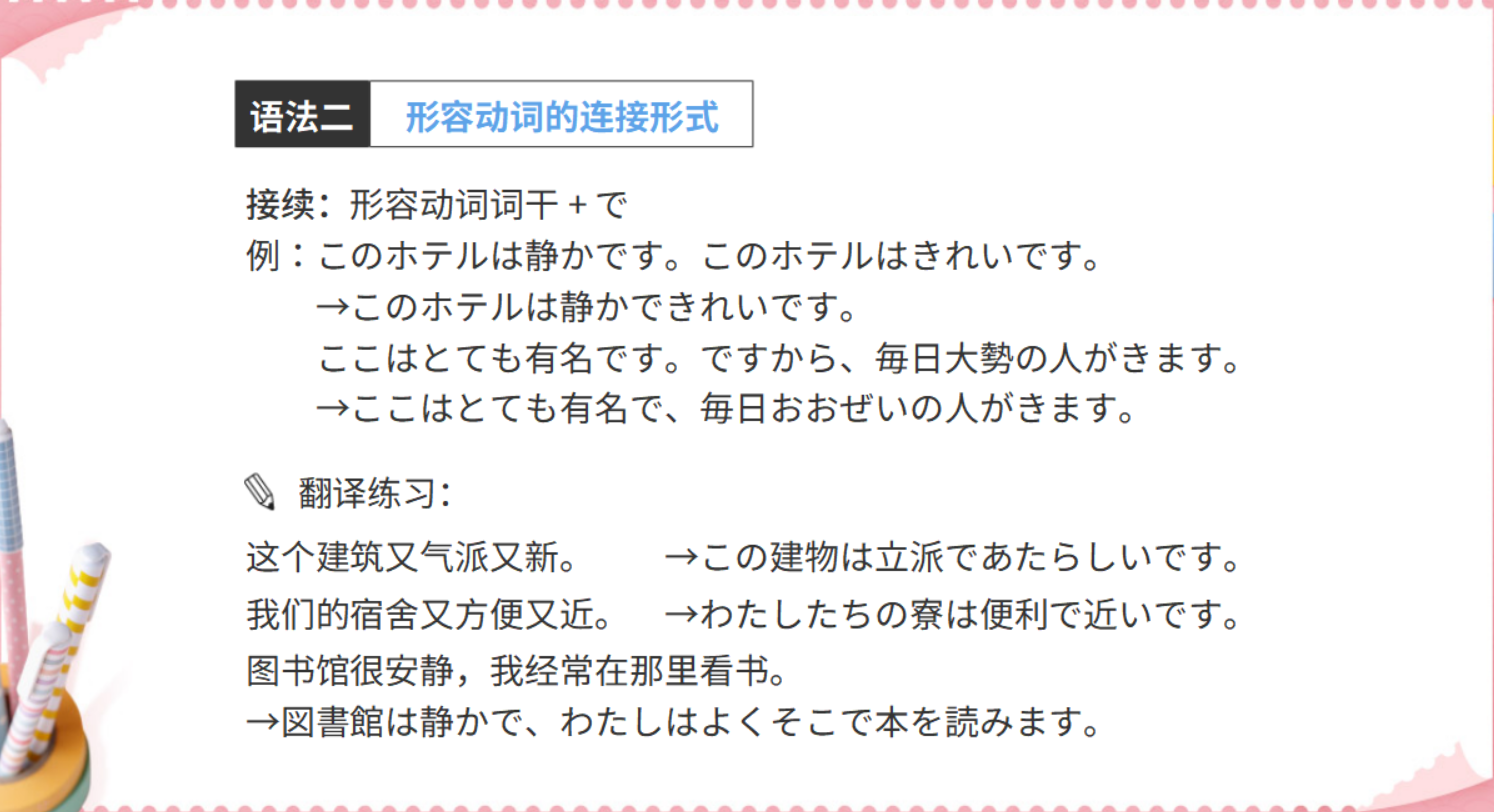 语法二 形容动词的连接形式
接续：形容动词词干 + で
例：このホテルは静かです。このホテルはきれいです。
→このホテルは静かできれいです。
ここはとても有名です。ですから、毎日大勢の人がきます。
→ここはとても有名で、毎日おおぜいの人がきます。
翻译练习：
这个建筑又气派又新。 →この建物は立派であたらしいです。
我们的宿舍又方便又近。 →わたしたちの寮は便利で近いです。
图书馆很安静，我经常在那里看书。
→図書館は静かで、わたしはよくそこで本を読みます。